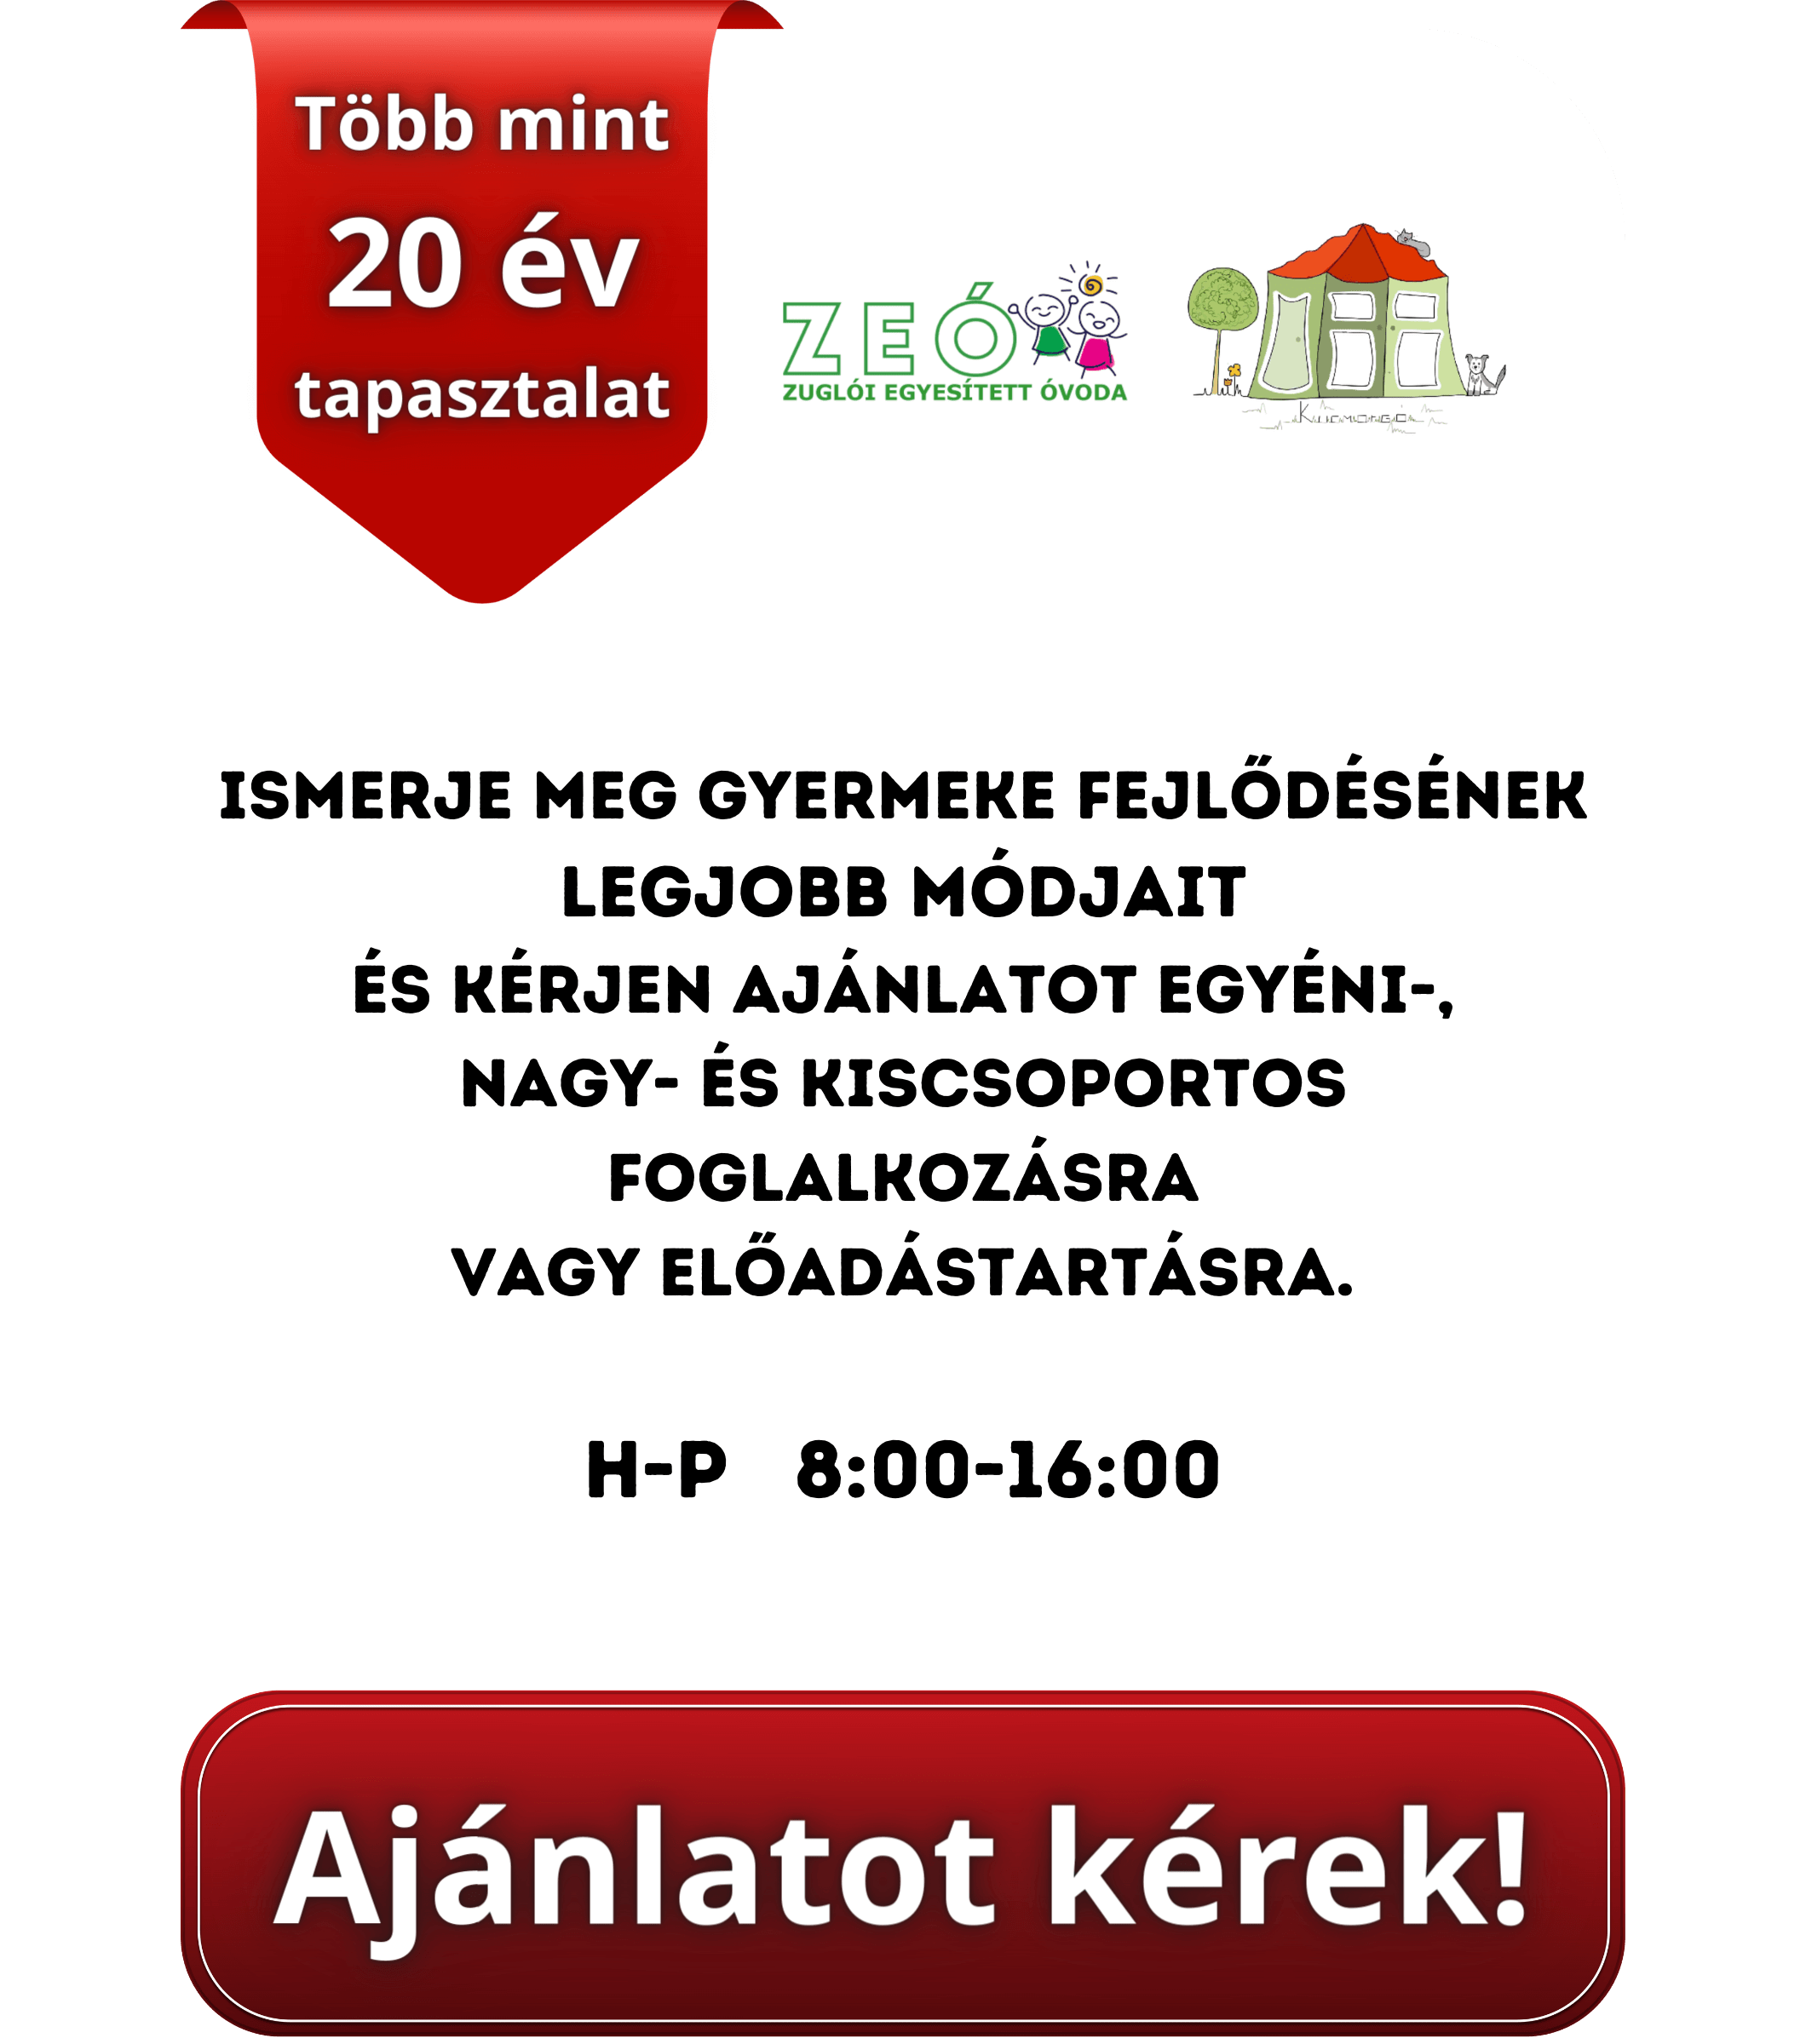 Több mint
20 év
tapasztalat
ZEÓ
ZUGLÓI EGYESÍTETT ÓVODA
ISMERJE MEG GYERMEKE FEJLŐDÉSÉNEK
LEGJOBB MÓDJAIT
ÉS KÉRJEN AJÁNLATOT EGYÉNI-,
NAGY- ÉS KISCSOPORTOS
FOGLALKOZÁSRA
VAGY ELŐADÁSTARTÁSRA.
H-P 8:00-16:00
Ajánlatot kérek!